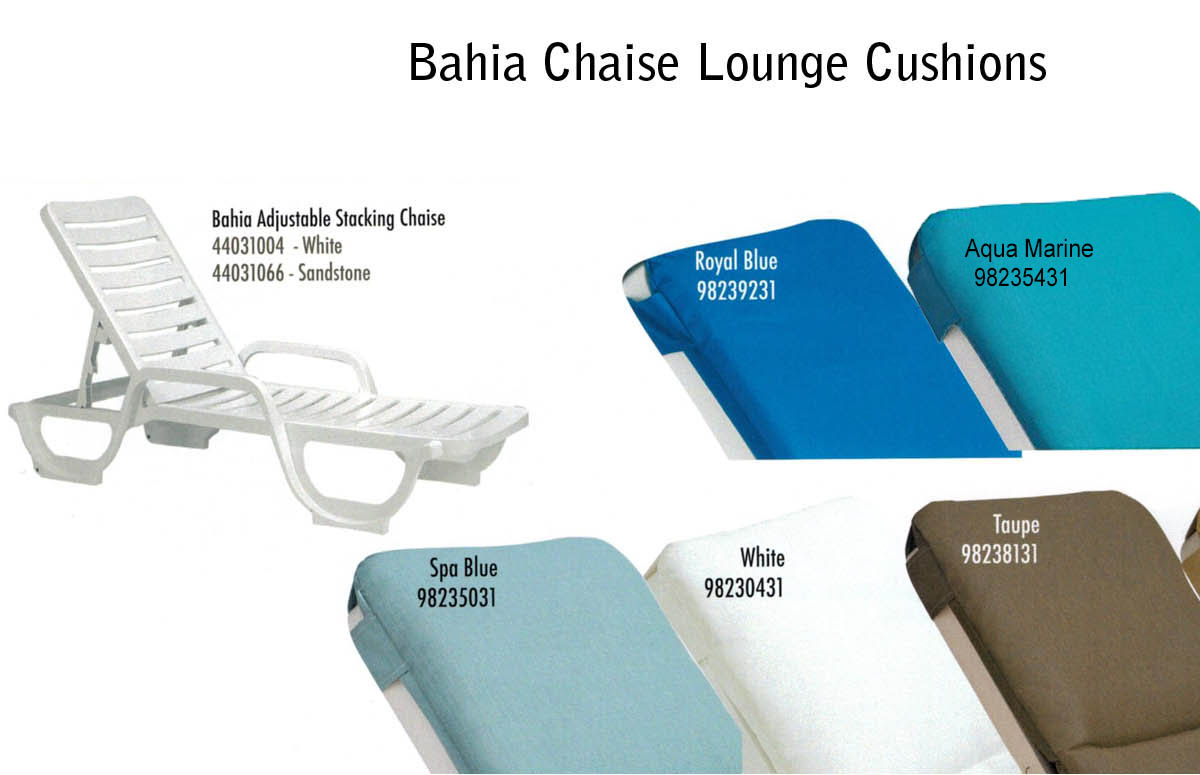 Bahia Chaise Lounge Cushions
Bahia Adjustable Stacking Chaise
44031004 - White
44031066 - Sandstone
Royal Blue
98239231
Aqua Marine
98235431
Spa Blue
98235031
White
98230431
Taupe
98238131